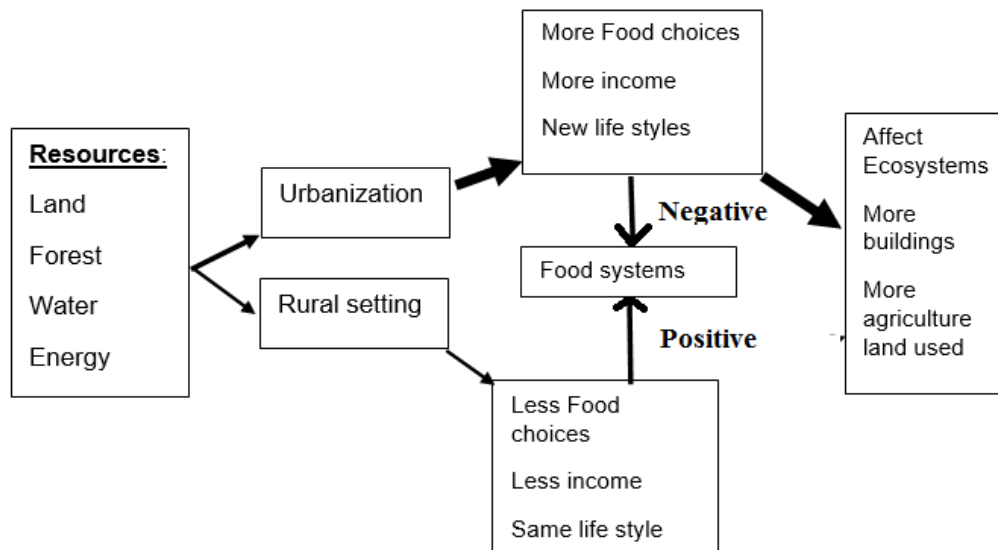 Resources:
Land
Forest
Water
Energy
Urbanization
Rural setting
More Food choices
More income
New life styles
Negative
Food systems
Positive
Less Food
choices
Less income
Same life style
Affect
Ecosystems
More
buildings
More
agriculture
land used